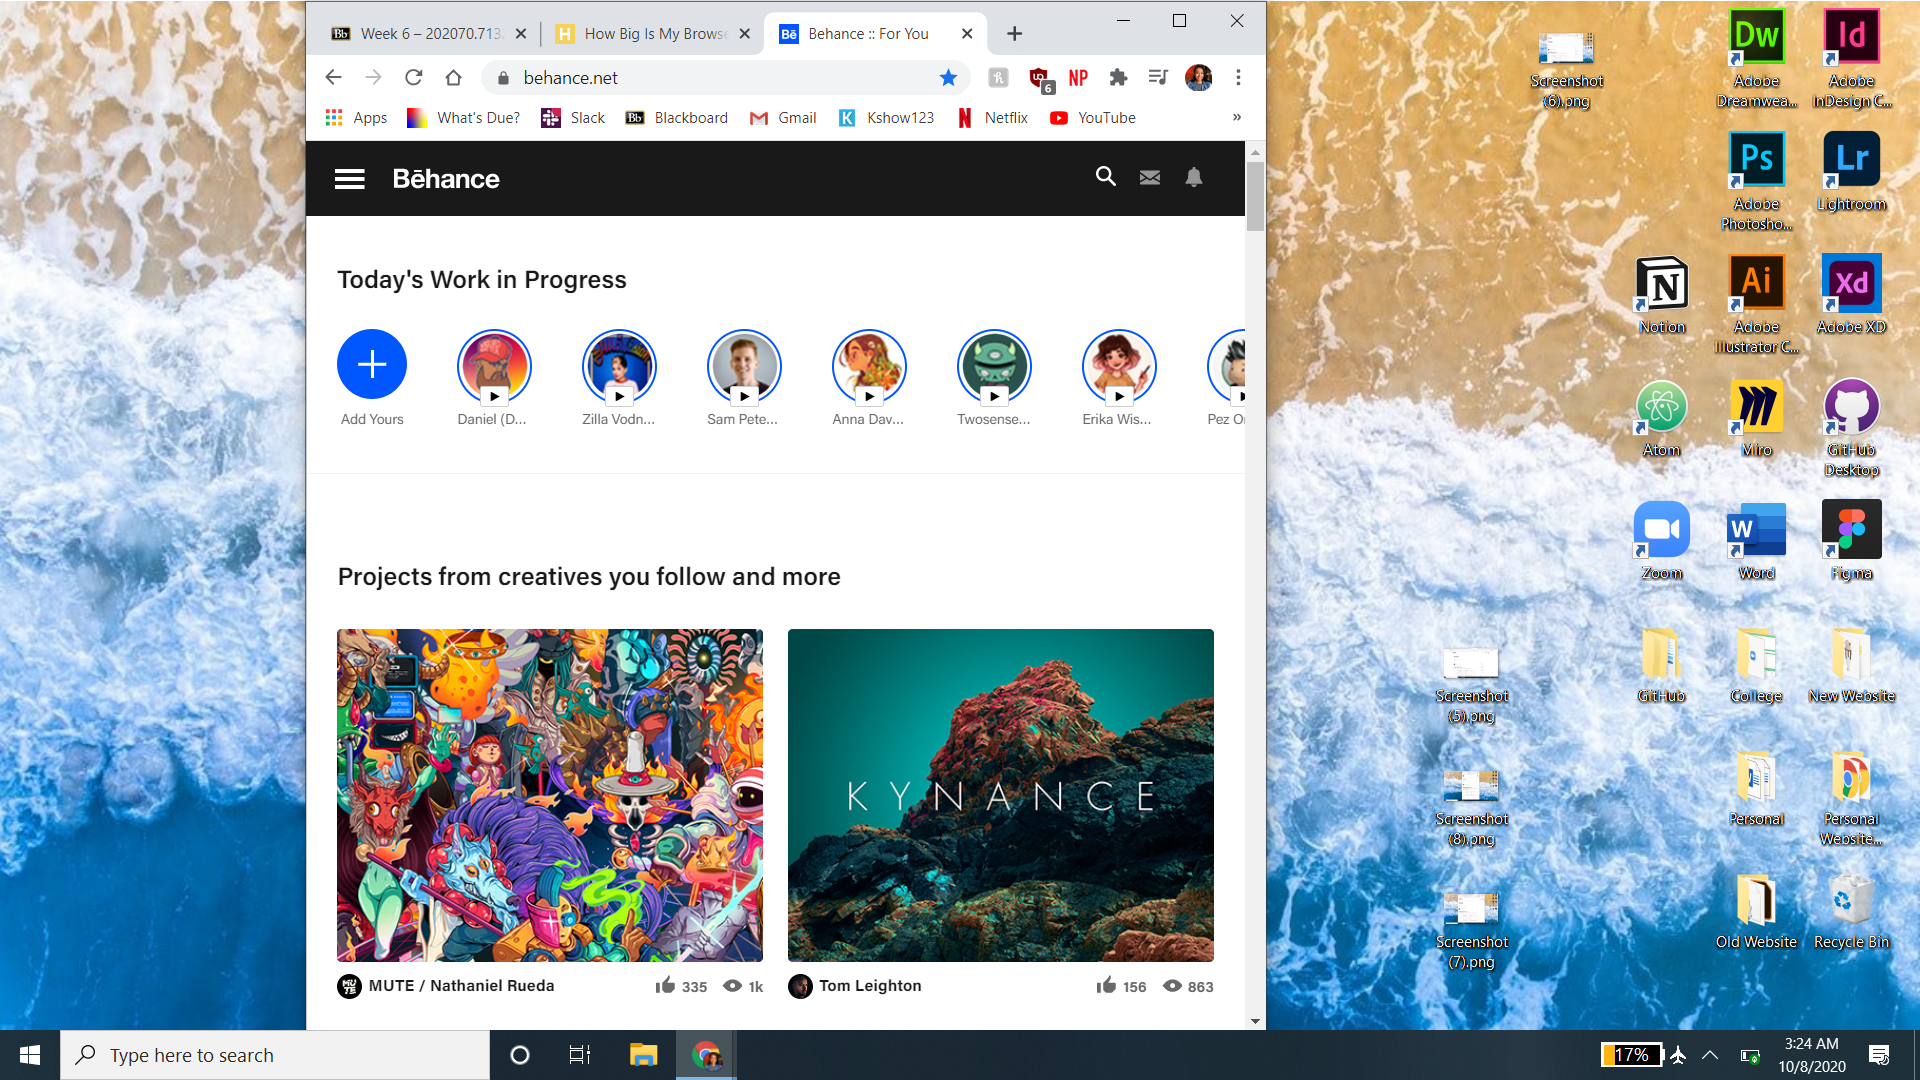 Week 6 – 202070.713
How Big Is My Browse
Behance :: For You
behance.net
6
NP
Apps
What's Due?
Slack
Blackboard
Gmail
Kshow123
Netflix
YouTube
»
Bēhance
Today's Work in Progress
Add Yours
Daniel (D...
Zilla Vodn...
Sam Pete...
Anna Dav...
Twosense...
Erika Wis...
Pez O
Projects from creatives you follow and more
KYNANCE
MUTE / Nathaniel Rueda
335
1k
Tom Leighton
156
863
Screenshot
(6).png
Dw
Adobe
Dreamwea...
Id
Adobe
InDesign C...
Ps
Adobe
Photosho...
Lr
Lightroom
Notion
Ai
Adobe
Illustrator C...
Xd
Adobe XD
Atom
Miro
GitHub
Desktop
Zoom
W
Word
Figma
Screenshot
(5).png
GitHub
College
New Website
Screenshot
(8).png
Personal
Personal
Website...
Screenshot
(7).png
Old Website
Recycle Bin
Type here to search
17%
3:24 AM
10/8/2020